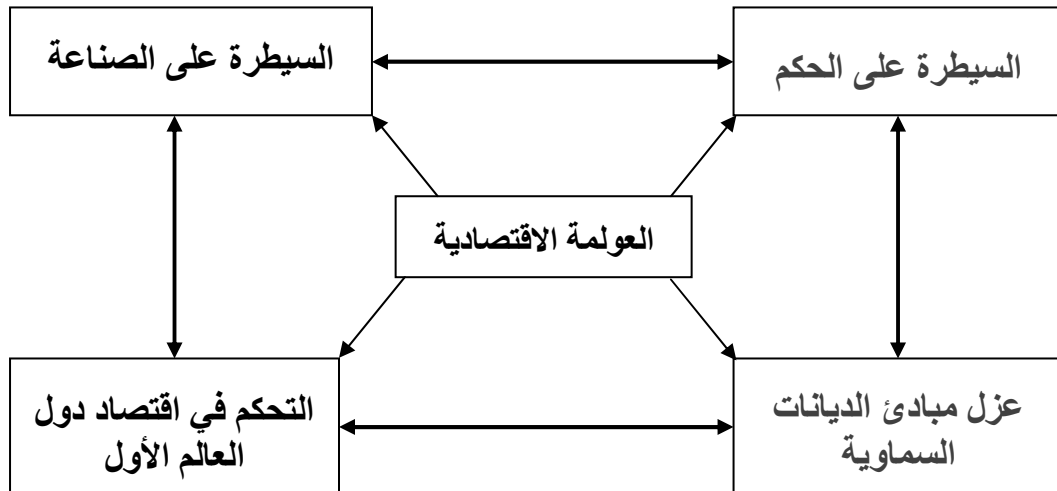 السيطرة على الحكم
السيطرة على الصناعة
العولمة الاقتصادية
عزل مبادئ الديانات
السماوية
التحكم في اقتصاد دول
العالم الأول